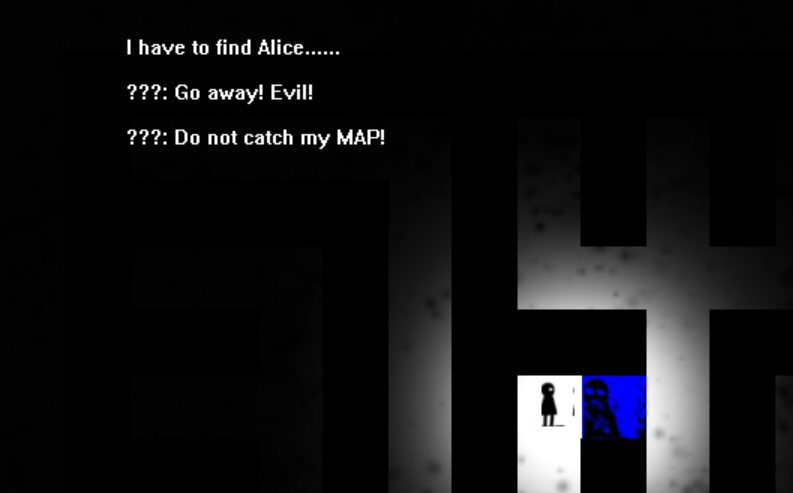 I have to find Alice......
???: Go away! Evil!
???: Do not catch my MAP!